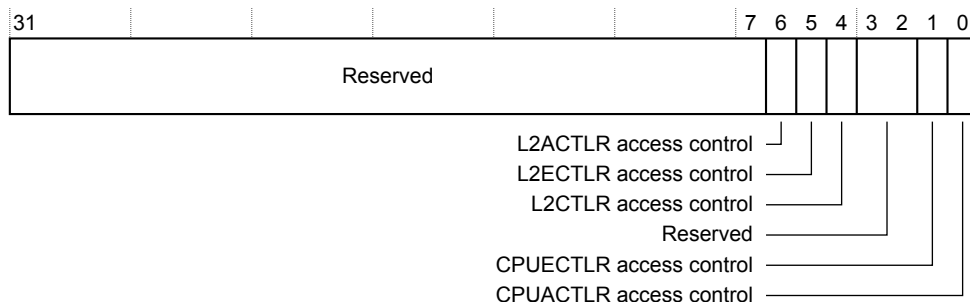 31 7 6 5 4 3 2 1 0
Reserved
L2ACTLR access control
L2ECTLR access control
L2CTLR access control
Reserved
CPUECTLR access control
CPUACTLR access control